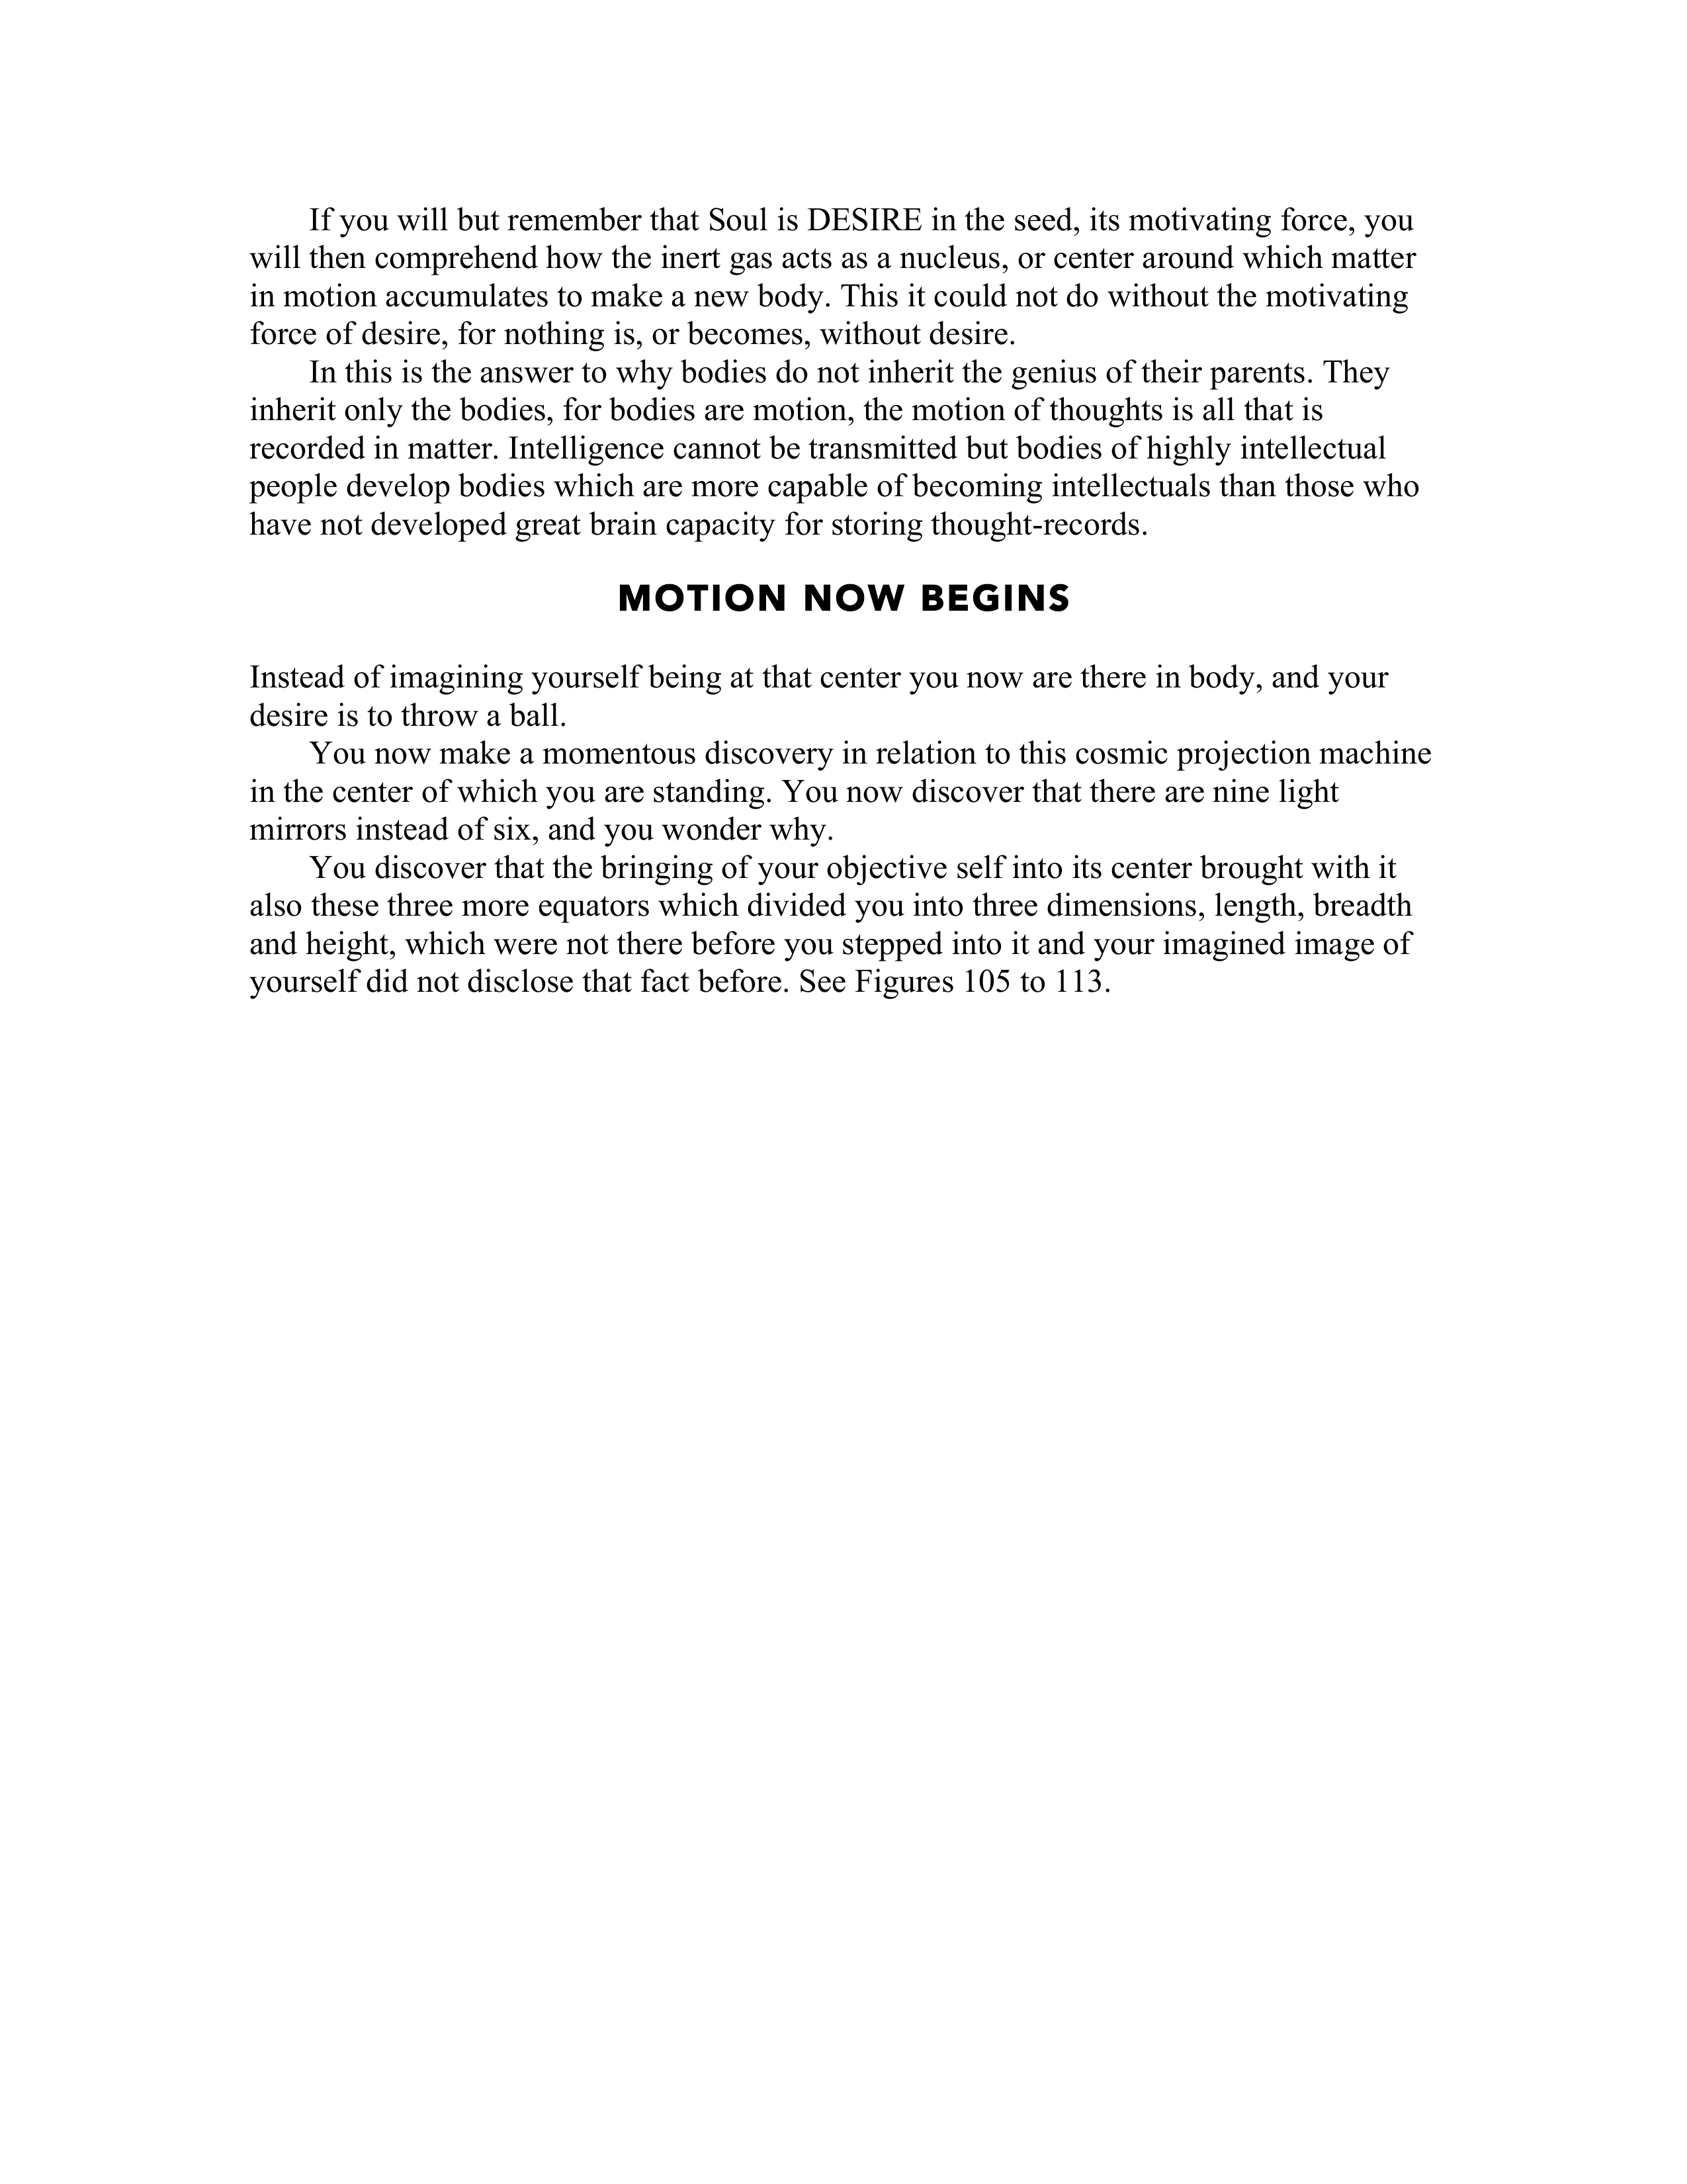 If you will but remember that Soul is DESIRE in the seed, its motivating force, you
will then comprehend how the inert gas acts as a nucleus, or center around which matter
in motion accumulates to make a new body. This it could not do without the motivating
force of desire, for nothing is, or becomes, without desire.
In this is the answer to why bodies do not inherit the genius of their parents. They
inherit only the bodies, for bodies are motion, the motion of thoughts is all that is
recorded in matter. Intelligence cannot be transmitted but bodies of highly intellectual
people develop bodies which are more capable of becoming intellectuals than those who
have not developed great brain capacity for storing thought-records.
MOTION NOW BEGINS
Instead of imagining yourself being at that center you now are there in body, and your
desire is to throw a ball.
You now make a momentous discovery in relation to this cosmic projection machine
in the center of which you are standing. You now discover that there are nine light
mirrors instead of six, and you wonder why.
You discover that the bringing of your objective self into its center brought with it
also these three more equators which divided you into three dimensions, length, breadth
and height, which were not there before you stepped into it and your imagined image of
yourself did not disclose that fact before. See Figures 105 to 113.